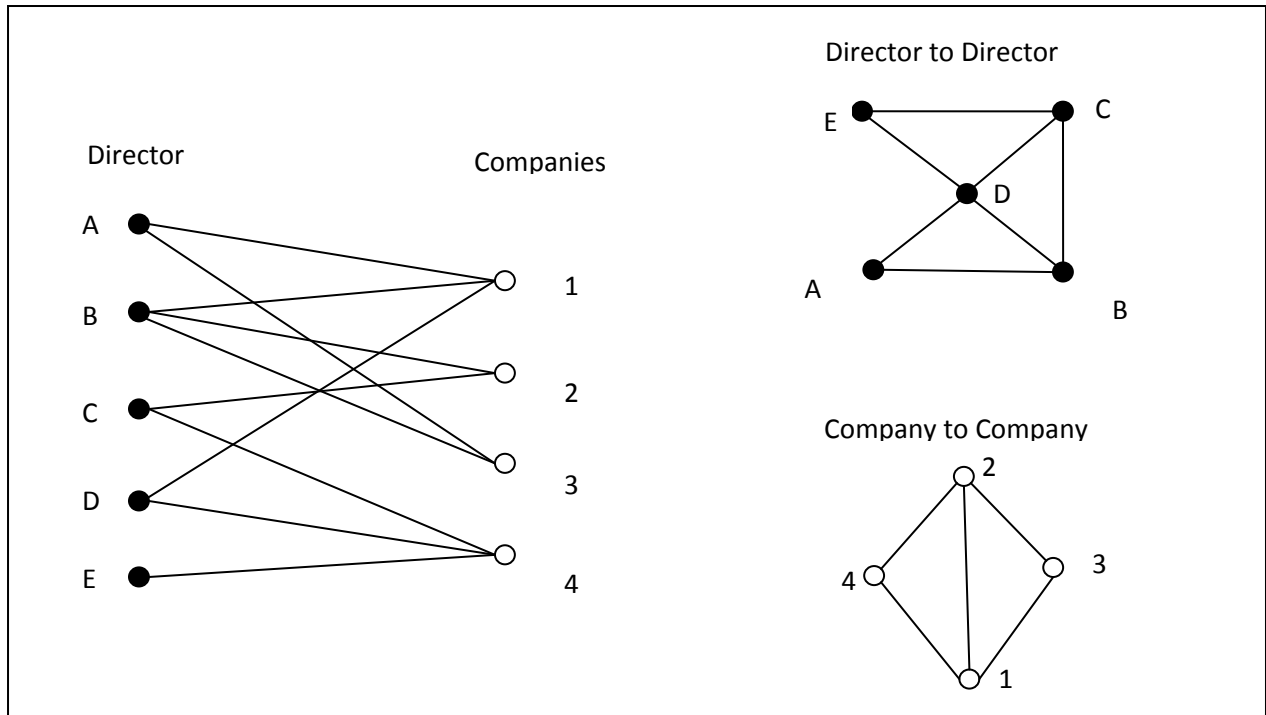 Director to Director
E
C
D
A
B
Director
Companies
A
B
C
D
E
1
2
3
4
Company to Company
2
4
3
1